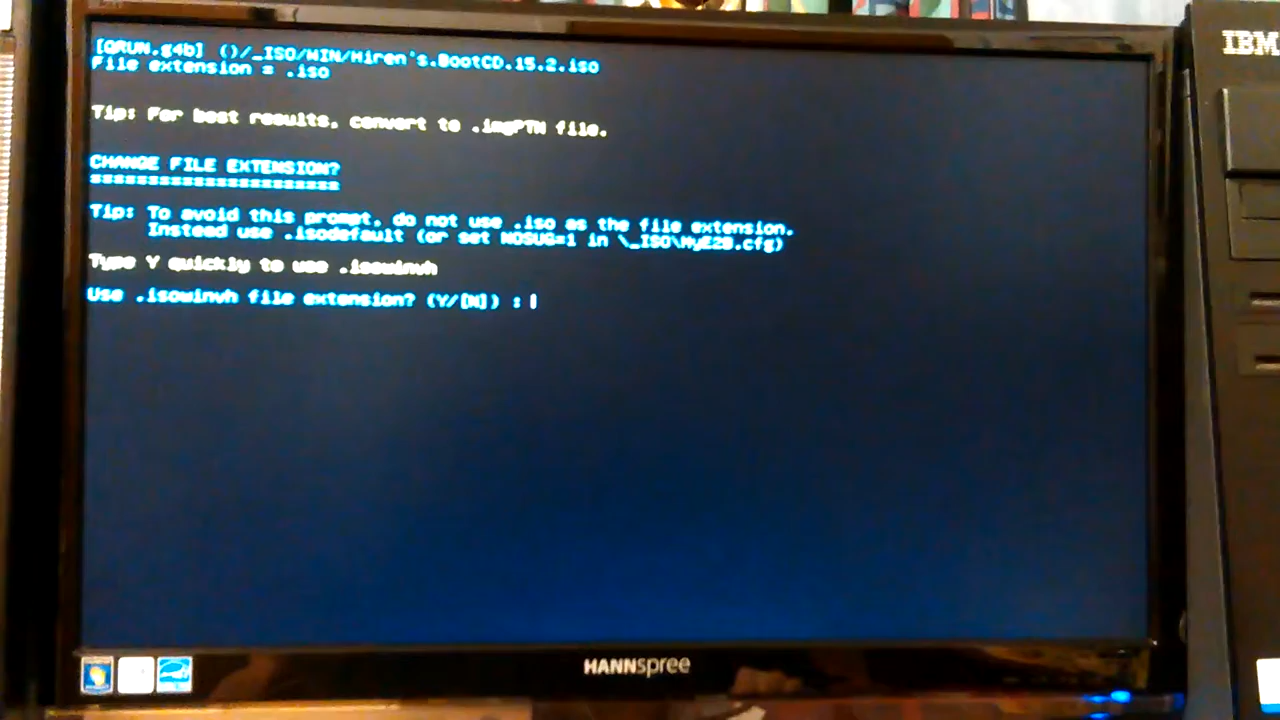 [QRUN.g4b] ()/_ISO/WIN/Hiren's.BootCD.15.2.iso
File extension = .iso
Tip: For best results, convert to .imgPTN file.
CHANGE FILE EXTENSION?
======================
Tip: To avoid this prompt, do not use .iso as the file extension.
Instead use .isodefault (or set NOSUG=1 in \_ISO\MyE2B.cfg)
Type Y quickly to use .isowinvh
Use .isowinvh file extension? (Y/[N]) :
HANNspree
IBM